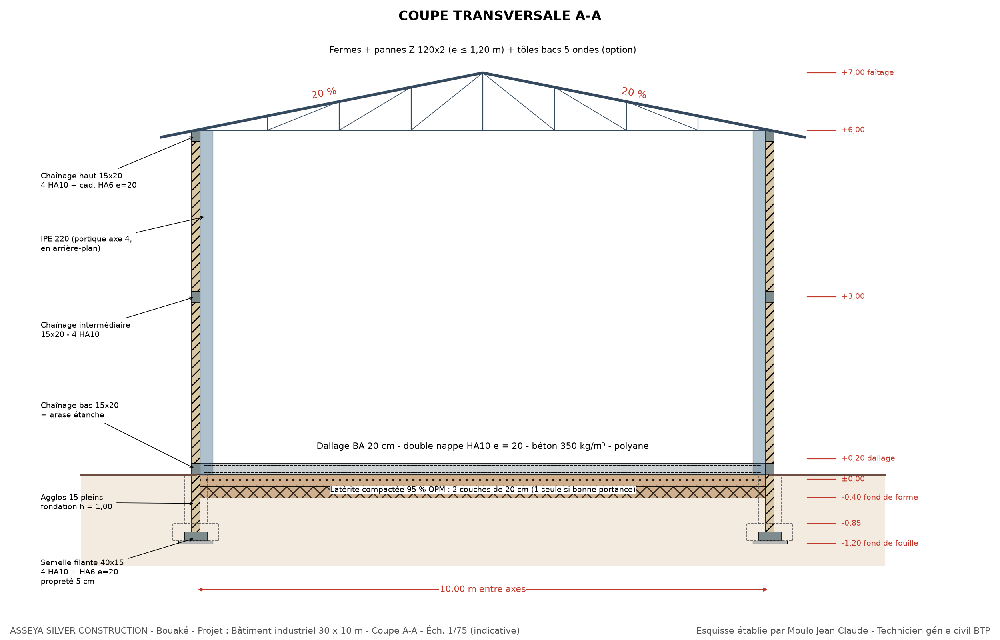 COUPE TRANSVERSALE A-A
Fermes + pannes Z 120x2 (e ≤ 1,20 m) + tôles bacs 5 ondes (option)
+7,00 faîtage
20 %
20 %
+6,00
Chaînage haut 15x20
4 HA10 + cad. HA6 e=20
IPE 220 (portique axe 4,
en arrière-plan)
+3,00
Chaînage intermédiaire
15x20 - 4 HA10
Chaînage bas 15x20
+ arase étanche
Dallage BA 20 cm - double nappe HA10 e = 20 - béton 350 kg/m³ - polyane
+0,20 dallage
±0,00
Latérite compactée 95 % OPM : 2 couches de 20 cm (1 seule si bonne portance)
-0,40 fond de forme
Agglos 15 pleins
fondation h = 1,00
-0,85
-1,20 fond de fouille
Semelle filante 40x15
4 HA10 + HA6 e=20
propreté 5 cm
10,00 m entre axes
ASSEYA SILVER CONSTRUCTION - Bouaké - Projet : Bâtiment industriel 30 x 10 m - Coupe A-A - Éch. 1/75 (indicative)
Esquisse établie par Moulo Jean Claude - Technicien génie civil BTP